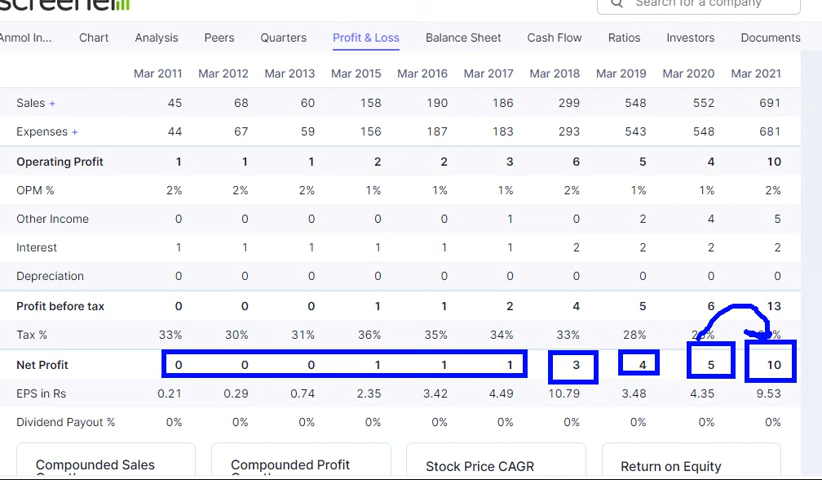 screener
Search for a company
Anmol In... Chart Analysis Peers Quarters Profit & Loss Balance Sheet Cash Flow Ratios Investors Documents
Mar 2011 Mar 2012 Mar 2013 Mar 2015 Mar 2016 Mar 2017 Mar 2018 Mar 2019 Mar 2020 Mar 2021
Sales + 45 68 60 158 190 186 299 548 552 691
Expenses + 44 67 59 156 187 183 293 543 548 681
Operating Profit 1 1 1 2 2 3 6 5 4 10
OPM % 2% 2% 2% 1% 1% 1% 2% 1% 1% 2%
Other Income 0 0 0 0 0 1 0 2 4 5
Interest 1 1 1 1 1 1 2 2 2 2
Depreciation 0 0 0 0 0 0 0 0 0 0
Profit before tax 0 0 0 1 1 2 4 5 6 13
Tax % 33% 30% 31% 36% 35% 34% 33% 28%
Net Profit 0 0 0 1 1 1 3 4 5 10
EPS in Rs 0.21 0.29 0.74 2.35 3.42 4.49 10.79 3.48 4.35 9.53
Dividend Payout % 0% 0% 0% 0% 0% 0% 0% 0% 0% 0%
Compounded Sales Compounded Profit Stock Price CAGR Return on Equity